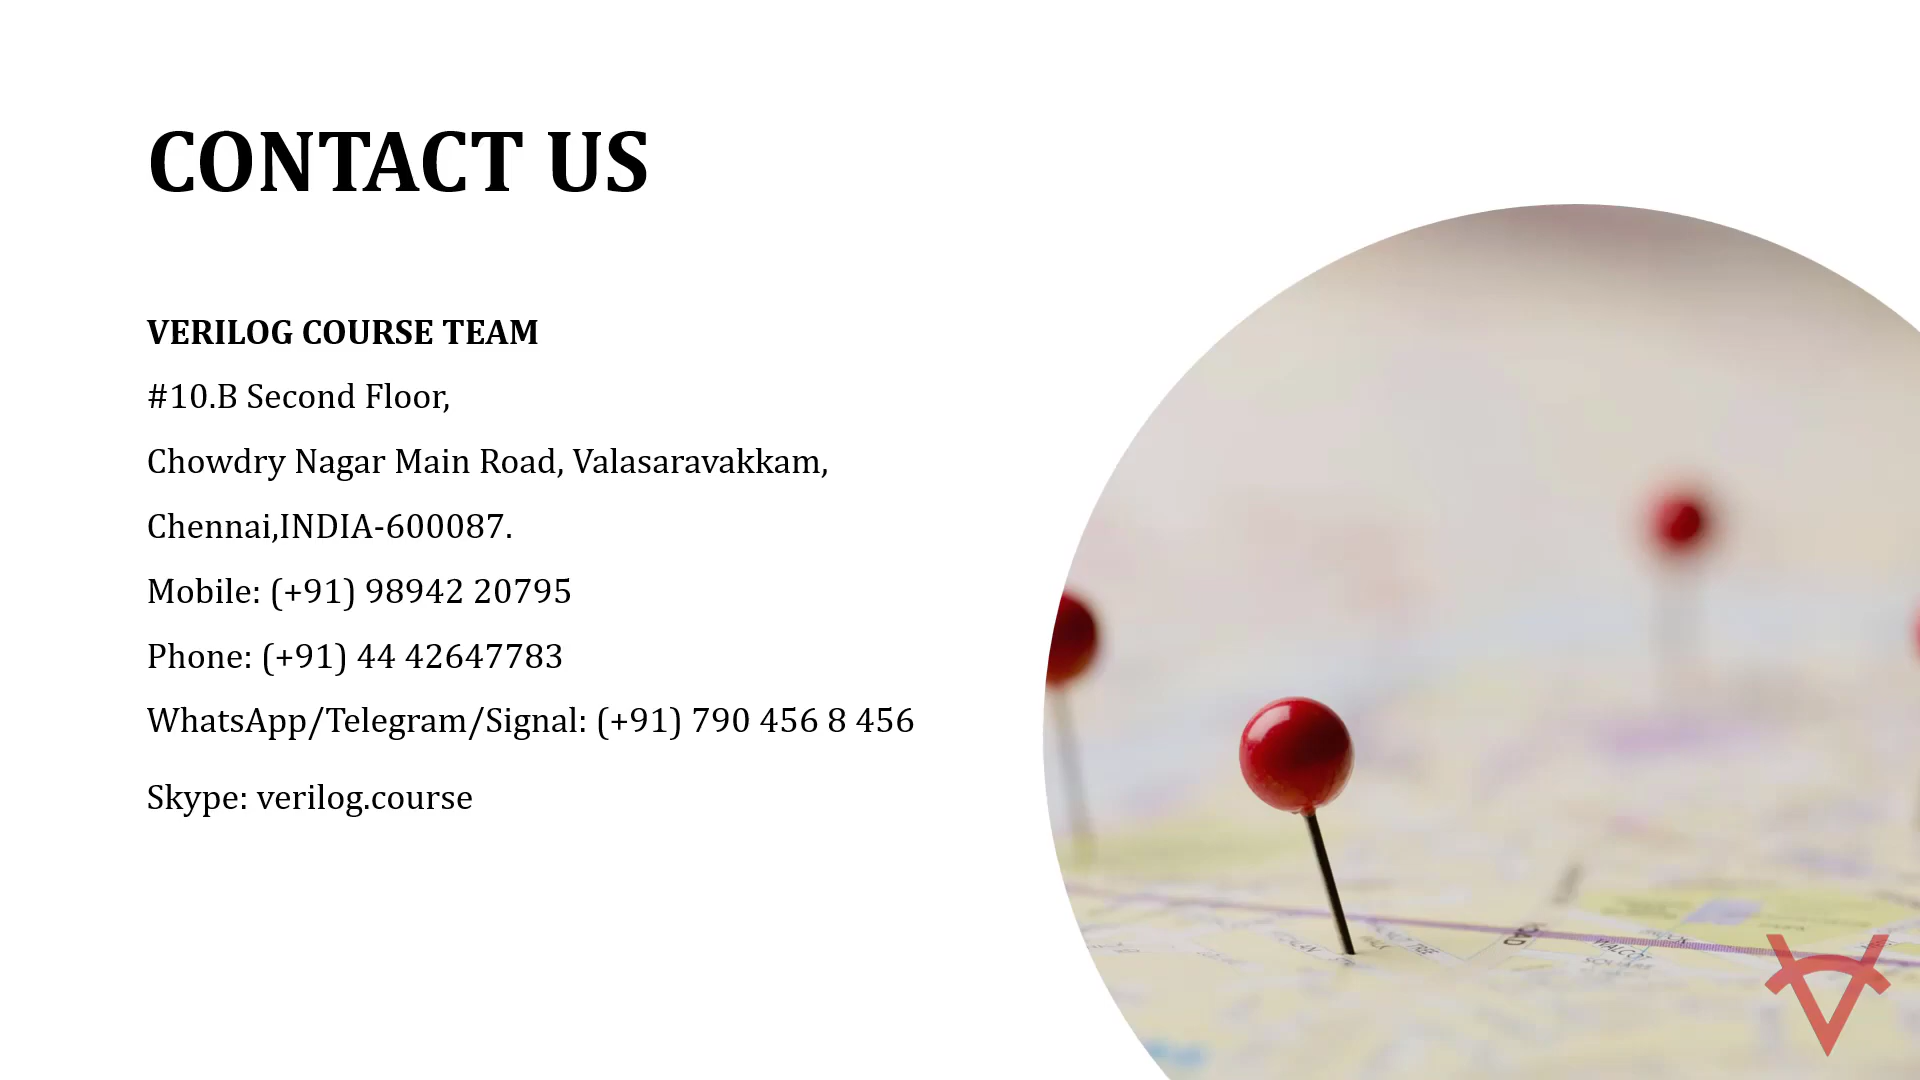 CONTACT US
VERILOG COURSE TEAM
#10.B Second Floor,
Chowdry Nagar Main Road, Valasaravakkam,
Chennai,INDIA-600087.
Mobile: (+91) 98942 20795
Phone: (+91) 44 42647783
WhatsApp/Telegram/Signal: (+91) 790 456 8 456
Skype: verilog.course